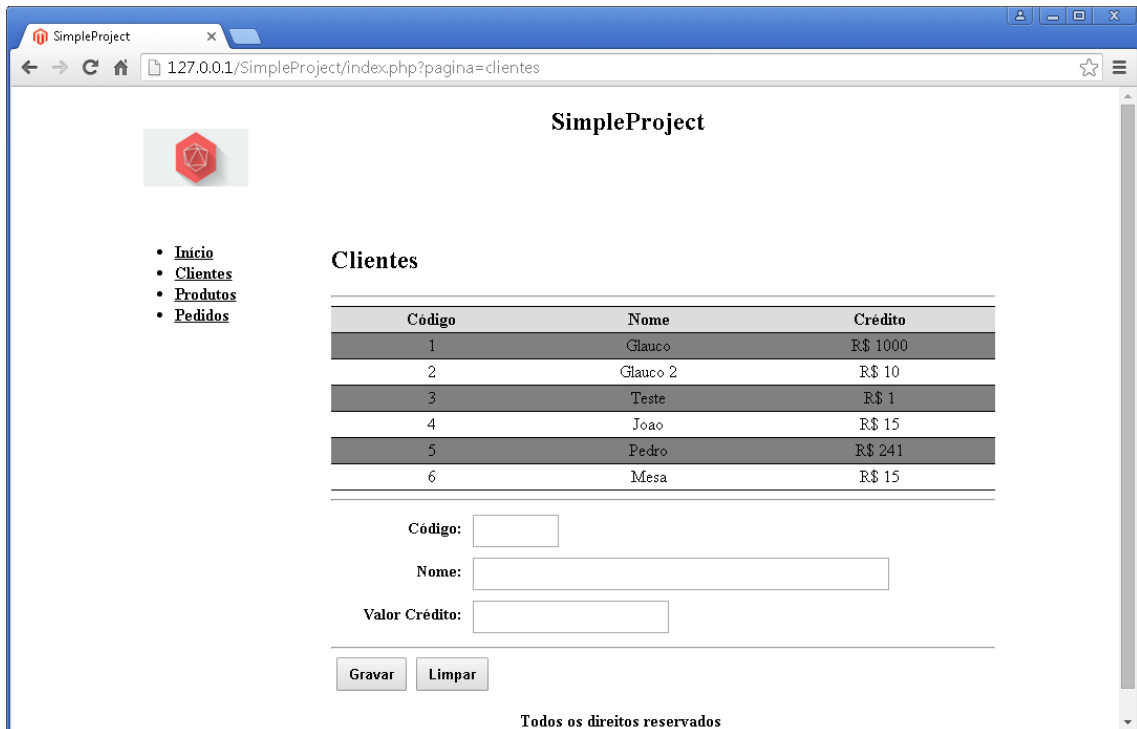 SimpleProject
127.0.0.1/SimpleProject/index.php?pagina=clientes
SimpleProject
Início
Clientes
Produtos
Pedidos
Clientes
Código Nome Crédito
1 Glauco R$ 1000
2 Glauco 2 R$ 10
3 Teste R$ 1
4 Joao R$ 15
5 Pedro R$ 241
6 Mesa R$ 15
Código:
Nome:
Valor Crédito:
Gravar Limpar
Todos os direitos reservados